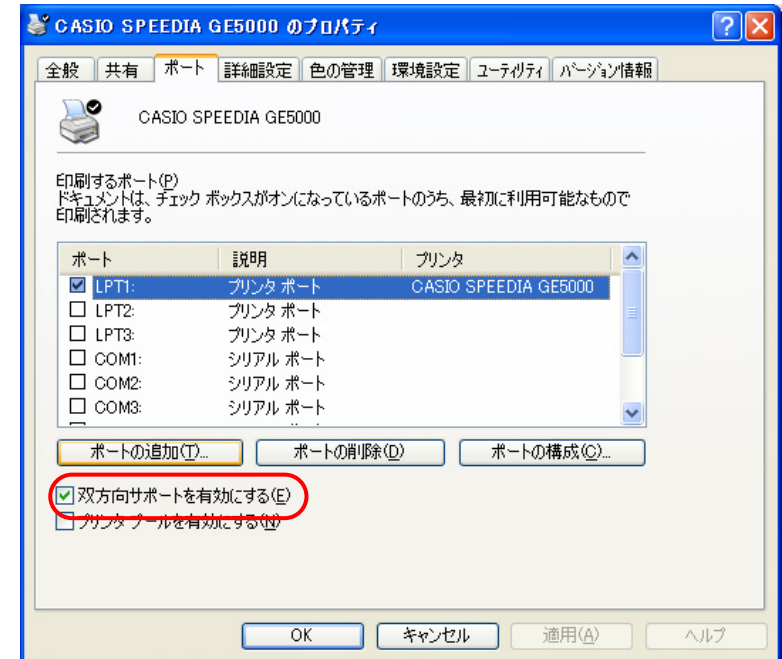 CASIO SPEEDIA GE5000 のプロパティ
全般 共有 ポート 詳細設定 色の管理 環境設定 ユーティリティ バージョン情報
CASIO SPEEDIA GE5000
印刷するポート(P)
ドキュメントは、チェック ボックスがオンになっているポートのうち、最初に利用可能なもので
印刷されます。
ポート 説明 プリンタ
LPT1: プリンタ ポート CASIO SPEEDIA GE5000
LPT2: プリンタ ポート
LPT3: プリンタ ポート
COM1: シリアル ポート
COM2: シリアル ポート
COM3: シリアル ポート
ポートの追加(T)... ポートの削除(D) ポートの構成(C)...
双方向サポートを有効にする(E)
プリンタ プールを有効にする(N)
OK キャンセル 適用(A) ヘルプ